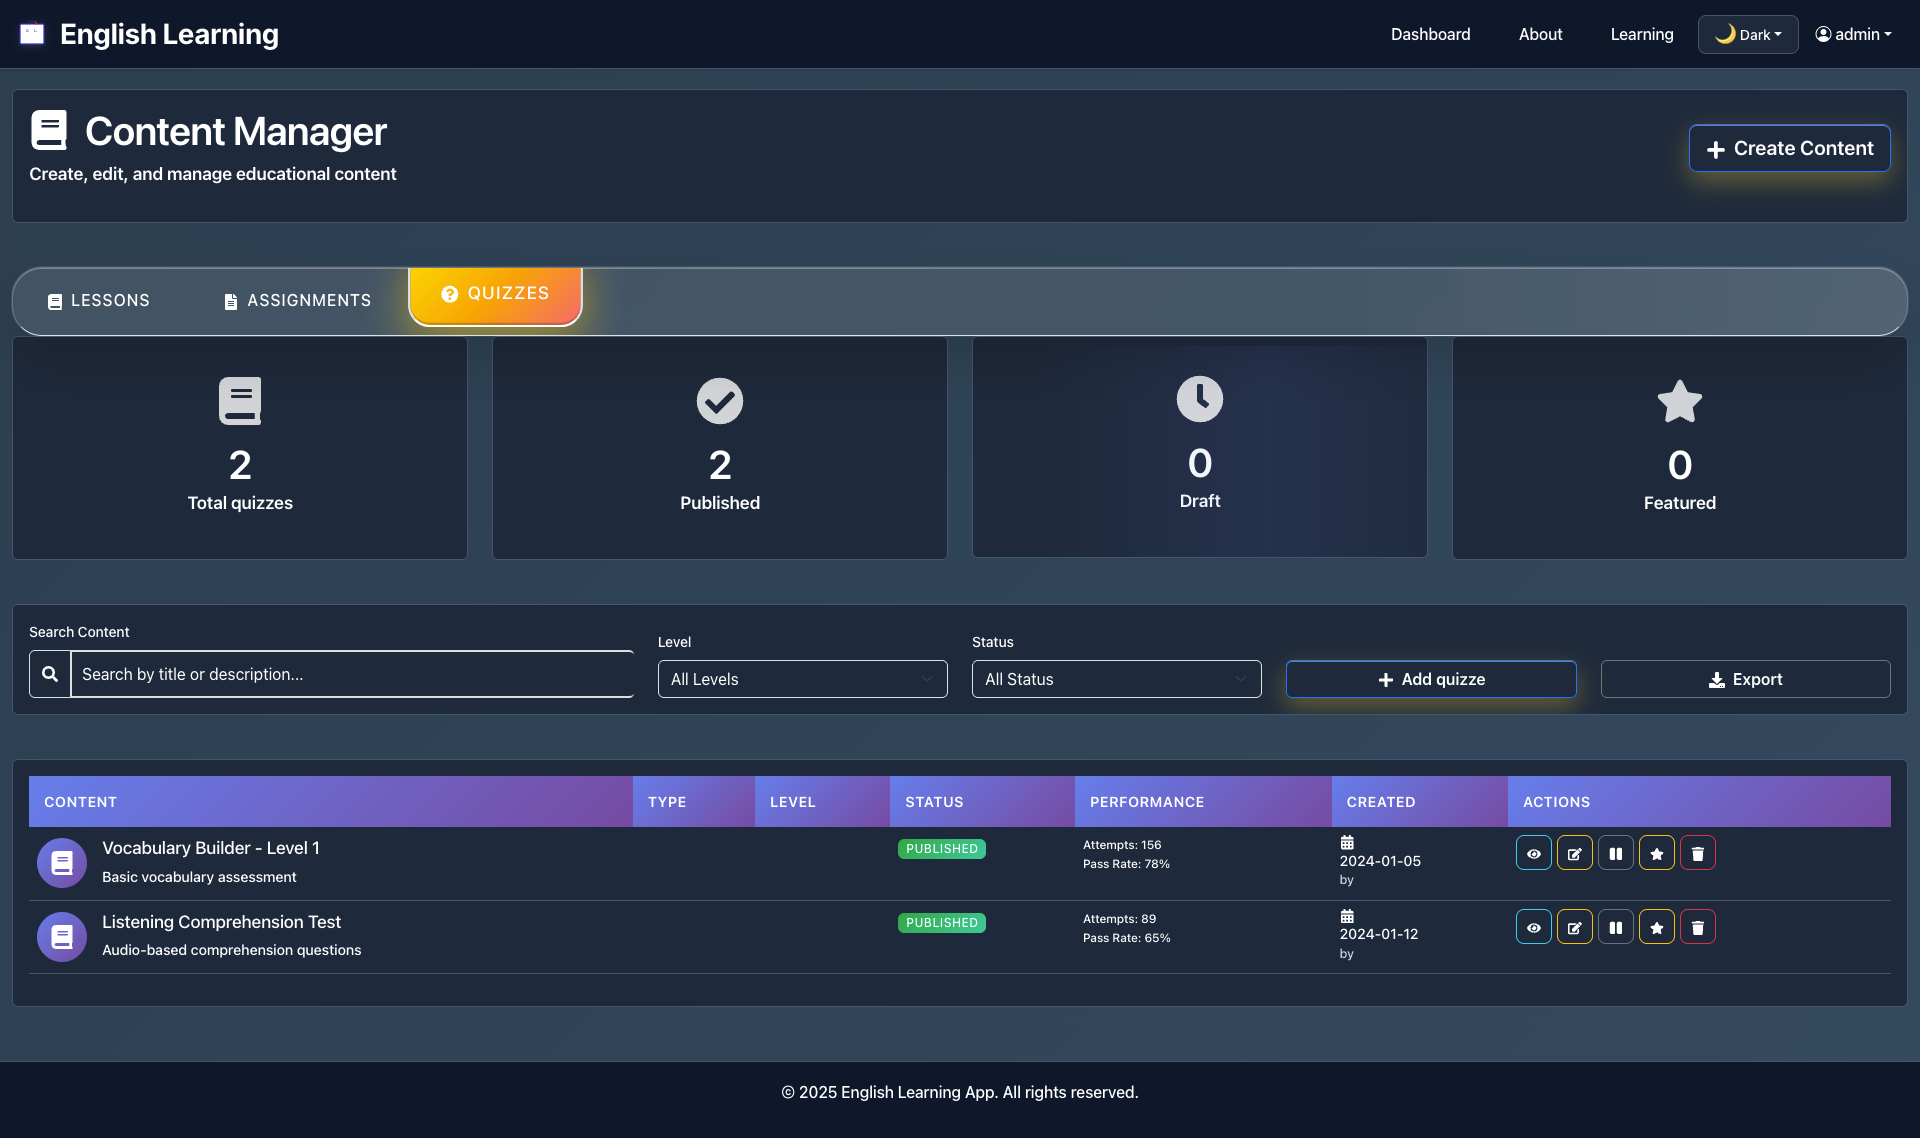 English Learning
Dashboard
About
Learning
Dark
admin
Content Manager
Create, edit, and manage educational content
Create Content
LESSONS
ASSIGNMENTS
QUIZZES
2
Total quizzes
2
Published
0
Draft
0
Featured
Search Content
Search by title or description...
Level
All Levels
Status
All Status
Add quizze
Export
CONTENT
TYPE
LEVEL
STATUS
PERFORMANCE
CREATED
ACTIONS
Vocabulary Builder - Level 1
Basic vocabulary assessment
PUBLISHED
Attempts: 156
Pass Rate: 78%
2024-01-05
by
Listening Comprehension Test
Audio-based comprehension questions
PUBLISHED
Attempts: 89
Pass Rate: 65%
2024-01-12
by
© 2025 English Learning App. All rights reserved.